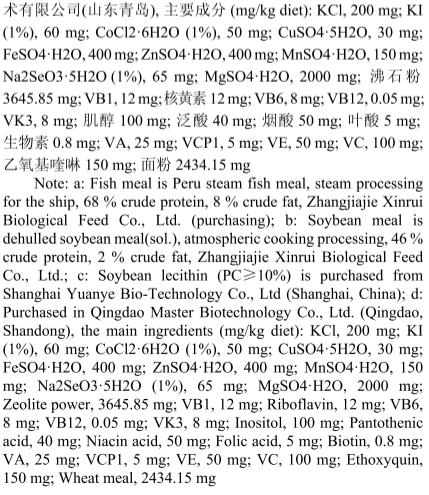 术有限公司(山东青岛), 主要成分 (mg/kg diet): KCl, 200 mg; KI
(1%), 60 mg; CoCl2·6H2O (1%), 50 mg; CuSO4·5H2O, 30 mg;
FeSO4·H2O, 400 mg; ZnSO4·H2O, 400 mg; MnSO4·H2O, 150 mg;
Na2SeO3·5H2O (1%), 65 mg; MgSO4·H2O, 2000 mg; 沸石粉
3645.85 mg; VB1, 12 mg;核黄素 12 mg; VB6, 8 mg; VB12, 0.05 mg;
VK3, 8 mg; 肌醇 100 mg; 泛酸 40 mg; 烟酸 50 mg; 叶酸 5 mg;
生物素 0.8 mg; VA, 25 mg; VCP1, 5 mg; VE, 50 mg; VC, 100 mg;
乙氧基喹啉 150 mg; 面粉 2434.15 mg
Note: a: Fish meal is Peru steam fish meal, steam processing
for the ship, 68 % crude protein, 8 % crude fat, Zhangjiajie Xinrui
Biological Feed Co., Ltd. (purchasing); b: Soybean meal is
dehulled soybean meal(sol.), atmospheric cooking processing, 46 %
crude protein, 2 % crude fat, Zhangjiajie Xinrui Biological Feed
Co., Ltd.; c: Soybean lecithin (PC≥10%) is purchased from
Shanghai Yuanye Bio-Technology Co., Ltd (Shanghai, China); d:
Purchased in Qingdao Master Biotechnology Co., Ltd. (Qingdao,
Shandong), the main ingredients (mg/kg diet): KCl, 200 mg; KI
(1%), 60 mg; CoCl2·6H2O (1%), 50 mg; CuSO4·5H2O, 30 mg;
FeSO4·H2O, 400 mg; ZnSO4·H2O, 400 mg; MnSO4·H2O, 150
mg; Na2SeO3·5H2O (1%), 65 mg; MgSO4·H2O, 2000 mg;
Zeolite power, 3645.85 mg; VB1, 12 mg; Riboflavin, 12 mg; VB6,
8 mg; VB12, 0.05 mg; VK3, 8 mg; Inositol, 100 mg; Pantothenic
acid, 40 mg; Niacin acid, 50 mg; Folic acid, 5 mg; Biotin, 0.8 mg;
VA, 25 mg; VCP1, 5 mg; VE, 50 mg; VC, 100 mg; Ethoxyquin,
150 mg; Wheat meal, 2434.15 mg